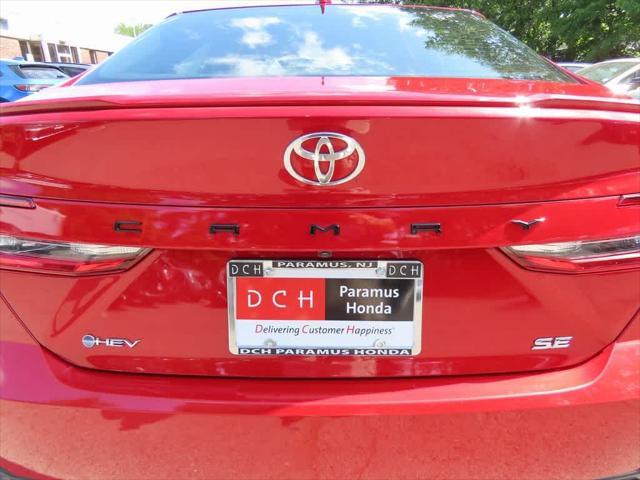 CAMRY
DCH PARAMUS, NJ DCH
DCH Paramus
Honda
Delivering Customer Happiness®
DCH PARAMUS HONDA
HEV SE